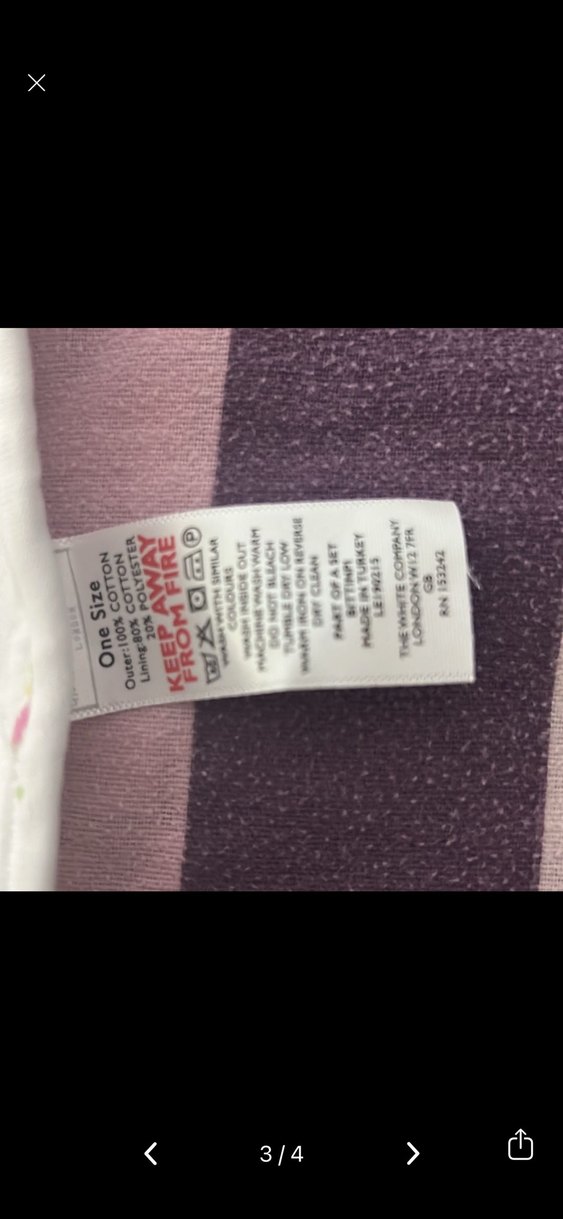 London
One Size
Outer:100% COTTON
Lining:80% COTTON
20% POLYESTER
KEEP AWAY
FROM FIRE
P
WASH WITH SIMILAR
COLOURS
WASH INSIDE OUT
MACHINE WASH WARM
DO NOT BLEACH
TUMBLE DRY LOW
WARM IRON ON REVERSE
DRY CLEAN
PART OF A SET
MADE IN TURKEY
THE WHITE COMPANY
LONDON W12 7FR
GB
RN 153242
3/4